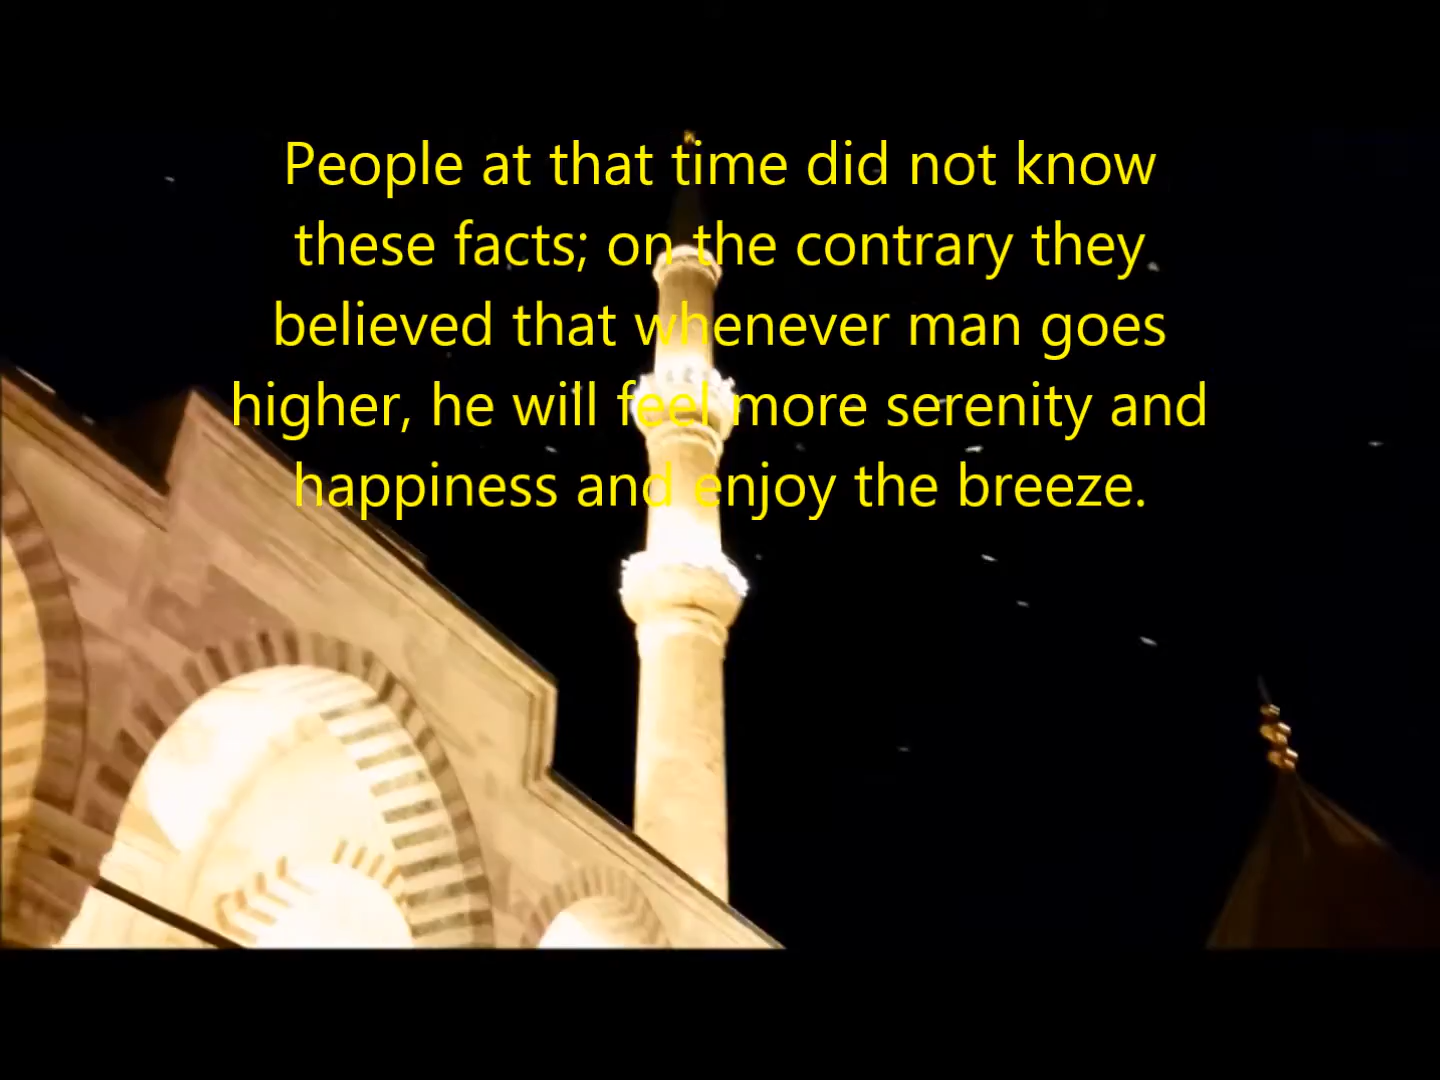 People at that time did not know
these facts; on the contrary they
believed that whenever man goes
higher, he will feel more serenity and
happiness and enjoy the breeze.